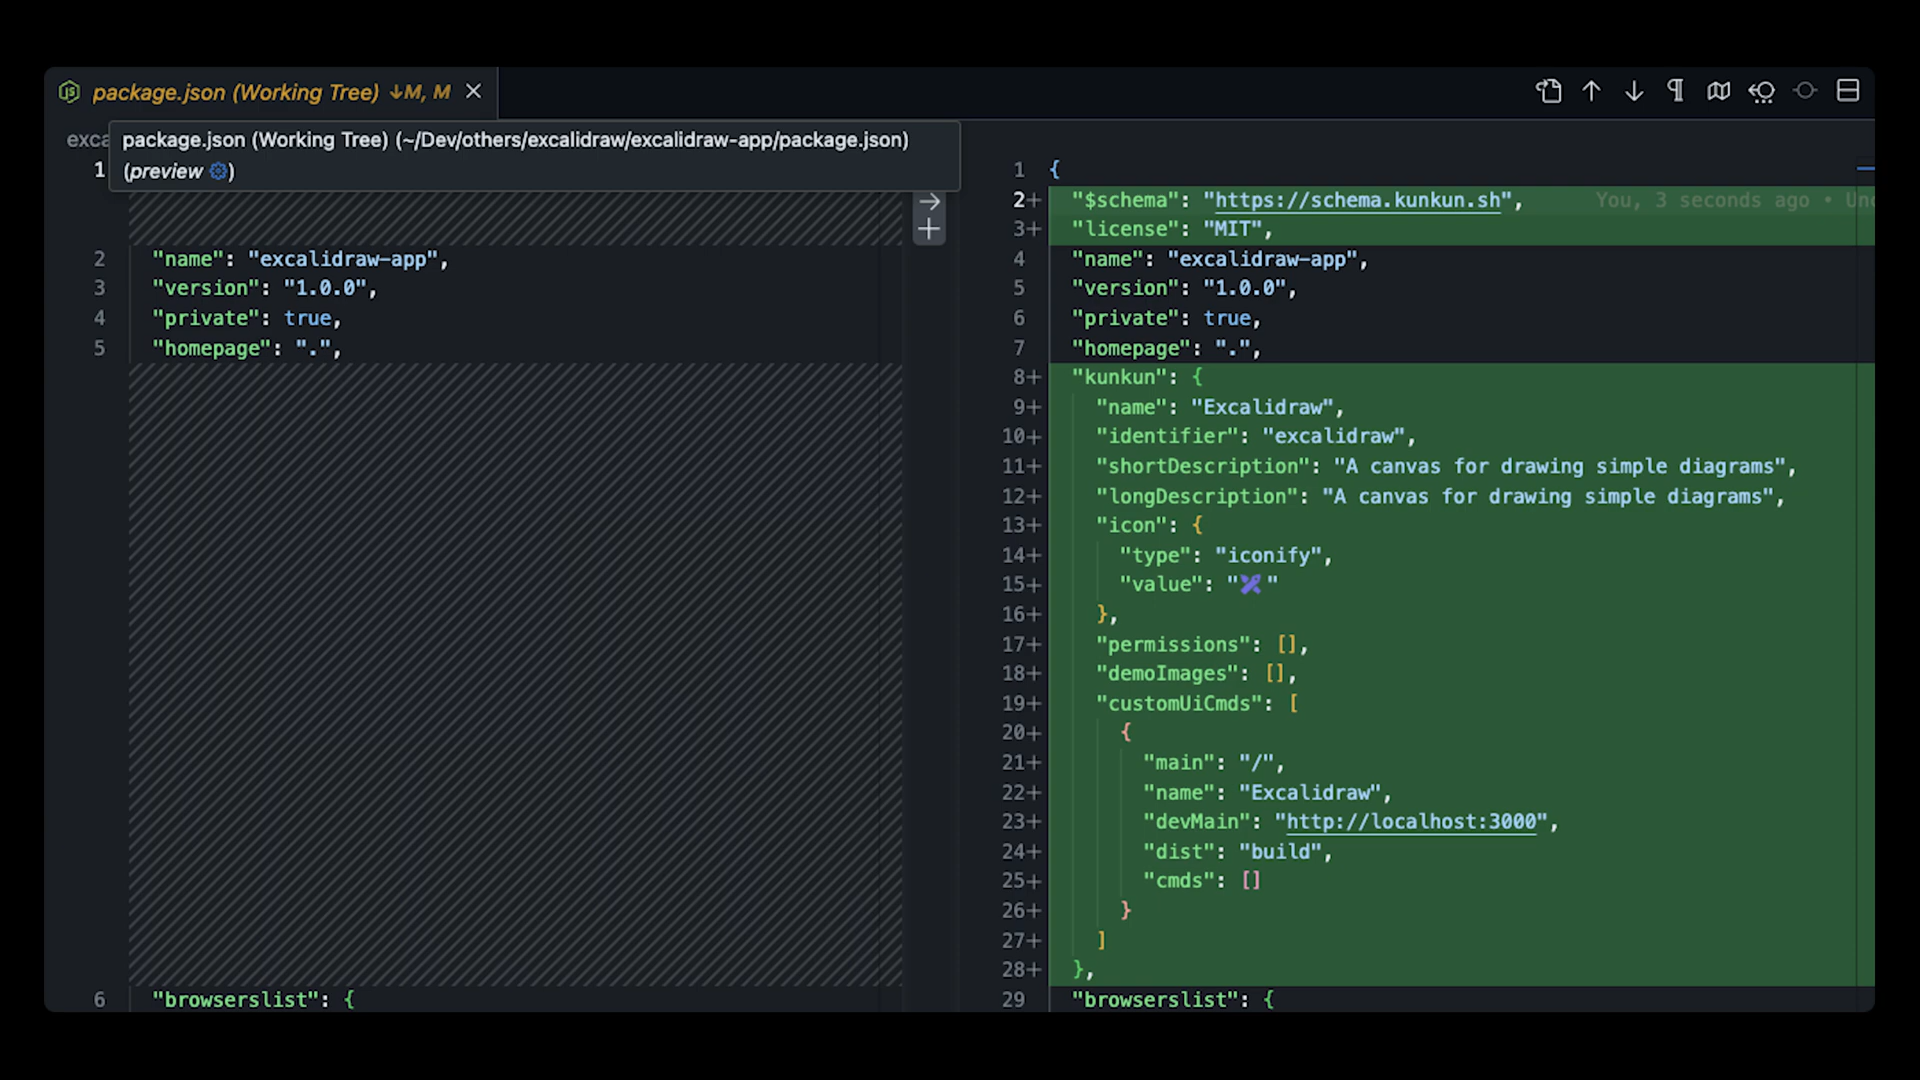 package.json (Working Tree) ↓M, M
exca
package.json (Working Tree) (~/Dev/others/excalidraw/excalidraw-app/package.json)
(preview)
1
2 "name": "excalidraw-app",
3 "version": "1.0.0",
4 "private": true,
5 "homepage": ".",
6 "browserslist": {
1 {
2+ "$schema": "https://schema.kunkun.sh", You, 3 seconds ago • Unc
3+ "license": "MIT",
4 "name": "excalidraw-app",
5 "version": "1.0.0",
6 "private": true,
7 "homepage": ".",
8+ "kunkun": {
9+ "name": "Excalidraw",
10+ "identifier": "excalidraw",
11+ "shortDescription": "A canvas for drawing simple diagrams",
12+ "longDescription": "A canvas for drawing simple diagrams",
13+ "icon": {
14+ "type": "iconify",
15+ "value": ""
16+ },
17+ "permissions": [],
18+ "demoImages": [],
19+ "customUiCmds": [
20+ {
21+ "main": "/",
22+ "name": "Excalidraw",
23+ "devMain": "http://localhost:3000",
24+ "dist": "build",
25+ "cmds": []
26+ }
27+ ]
28+ },
29 "browserslist": {